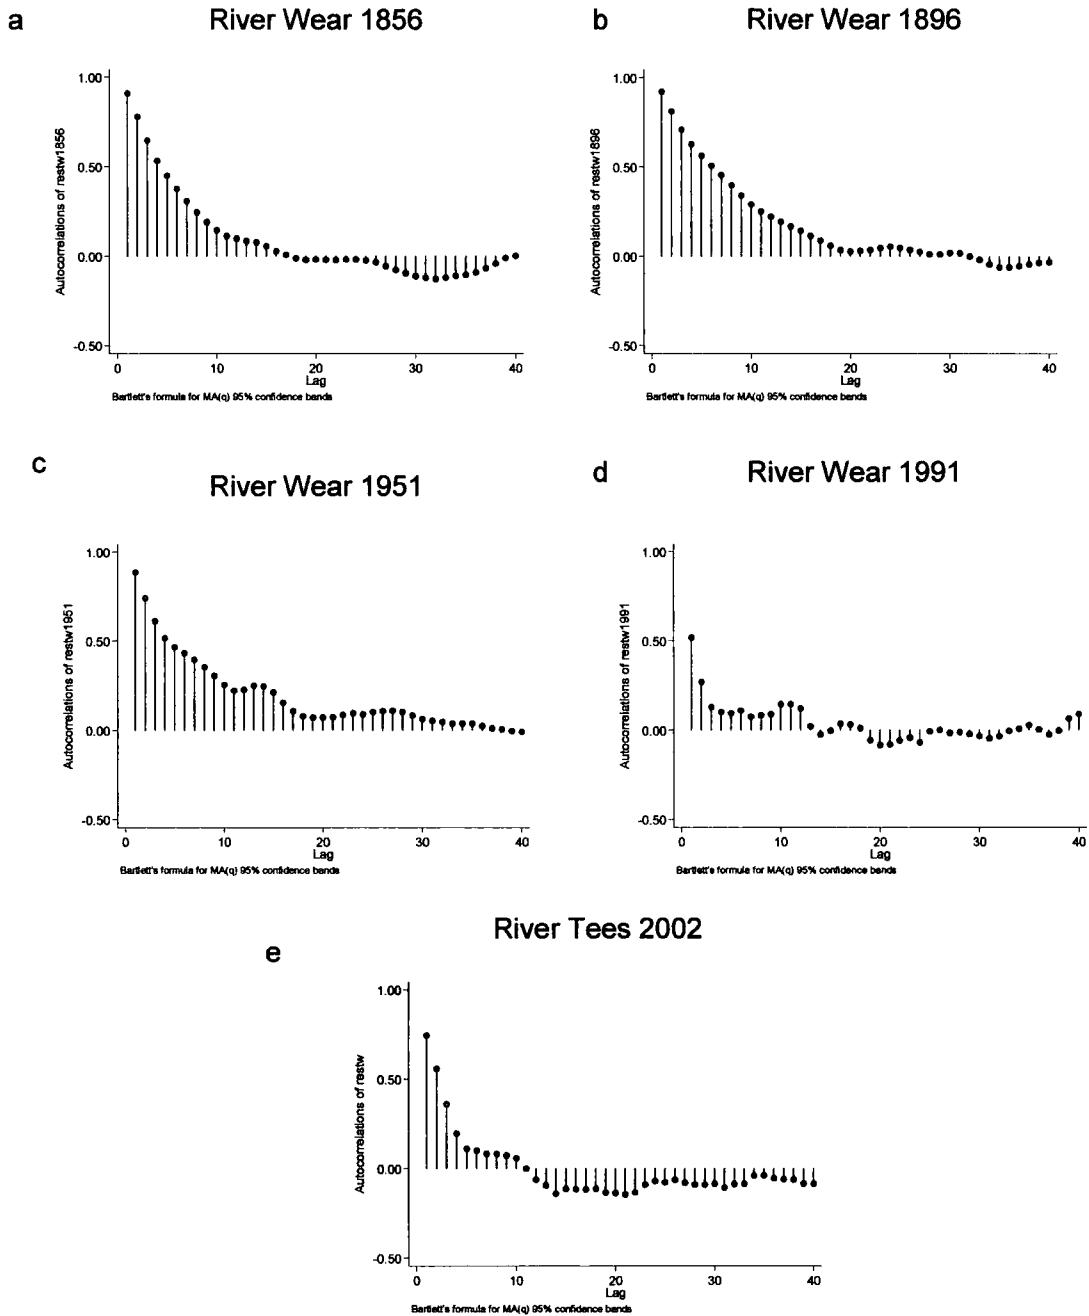 a
River Wear 1856
Autocorrelations of restw1856
1.00
0.50
0.00
-0.50
0
10
20
30
40
Lag
Bartlett's formula for MA(q) 95% confidence bands
b
River Wear 1896
Autocorrelations of restw1896
1.00
0.50
0.00
-0.50
0
10
20
30
40
Lag
Bartlett's formula for MA(q) 95% confidence bands
c
River Wear 1951
Autocorrelations of restw1951
1.00
0.50
0.00
-0.50
0
10
20
30
40
Lag
Bartlett's formula for MA(q) 95% confidence bands
d
River Wear 1991
Autocorrelations of restw1991
1.00
0.50
0.00
-0.50
0
10
20
30
40
Lag
Bartlett's formula for MA(q) 95% confidence bands
e
River Tees 2002
Autocorrelations of restw
1.00
0.50
0.00
-0.50
0
10
20
30
40
Lag
Bartlett's formula for MA(q) 95% confidence bands